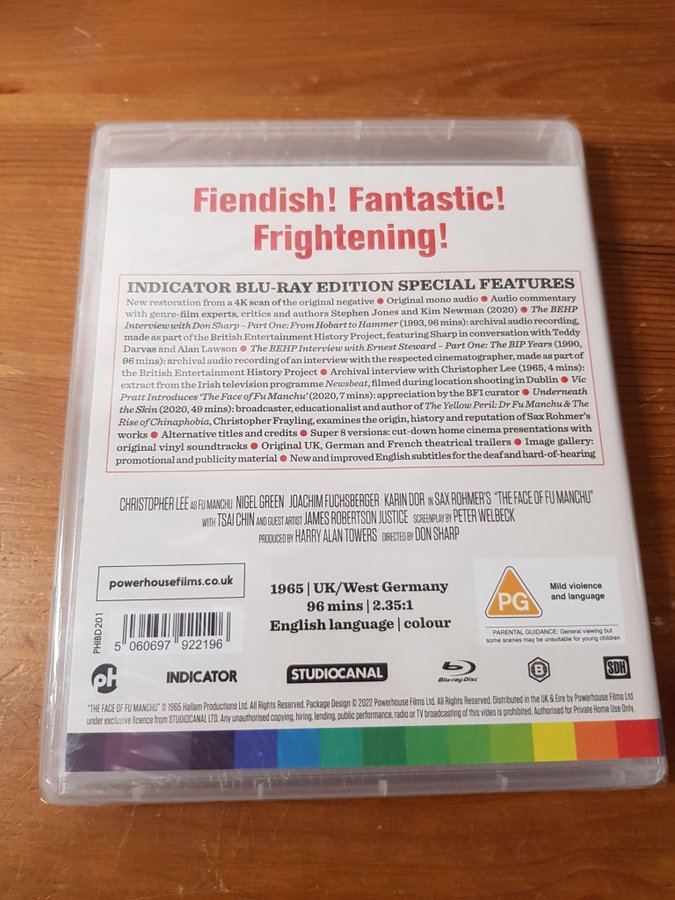 Fiendish! Fantastic!
Frightening!
INDICATOR BLU-RAY EDITION SPECIAL FEATURES
New restoration from a 4K scan of the original negative ● Original mono audio ● Audio commentary
with genre-film experts, critics and authors Stephen Jones and Kim Newman (2020) ● The BEHP
Interview with Don Sharp – Part One: From Hobart to Hammer (1993, 96 mins): archival audio recording,
made as part of the British Entertainment History Project, featuring Sharp in conversation with Teddy
Darvas and Alan Lawson ● The BEHP Interview with Ernest Steward – Part One: The BIP Years (1990,
96 mins): archival audio recording of an interview with the respected cinematographer, made as part of
the British Entertainment History Project ● Archival interview with Christopher Lee (1965, 4 mins):
extract from the Irish television programme Newsbeat, filmed during location shooting in Dublin ● Vic
Pratt Introduces 'The Face of Fu Manchu' (2020, 7 mins): appreciation by the BFI curator ● Underneath
the Skin (2020, 49 mins): broadcaster, educationalist and author of The Yellow Peril: Dr Fu Manchu & The
Rise of Chinaphobia, Christopher Frayling, examines the origin, history and reputation of Sax Rohmer's
works ● Alternative titles and credits ● Super 8 versions: cut-down home cinema presentations with
original vinyl soundtracks ● Original UK, German and French theatrical trailers ● Image gallery:
promotional and publicity material ● New and improved English subtitles for the deaf and hard-of-hearing
CHRISTOPHER LEE AS FU MANCHU NIGEL GREEN JOACHIM FUCHSBERGER KARIN DOR IN SAX ROHMER'S "THE FACE OF FU MANCHU"
WITH TSAI CHIN AND GUEST ARTIST JAMES ROBERTSON JUSTICE SCREENPLAY BY PETER WELBECK
PRODUCED BY HARRY ALAN TOWERS DIRECTED BY DON SHARP
powerhousefilms.co.uk
1965 | UK/West Germany
96 mins | 2.35:1
English language | colour
PG
Mild violence
and language
PARENTAL GUIDANCE: General viewing but
some scenes may be unsuitable for young children
PHIBD201
5 060697 922196
pH
INDICATOR
STUDIOCANAL
Blu-ray Disc
B
SDH
"THE FACE OF FU MANCHU" © 1965 Hallam Productions Ltd. All Rights Reserved. Package Design © 2022 Powerhouse Films Ltd. All Rights Reserved. Distributed in the UK & Eire by Powerhouse Films Ltd
under exclusive licence from STUDIOCANAL LTD. Any unauthorised copying, hiring, lending, public performance, radio or TV broadcasting of this video is prohibited. Authorised for Private Home Use Only.